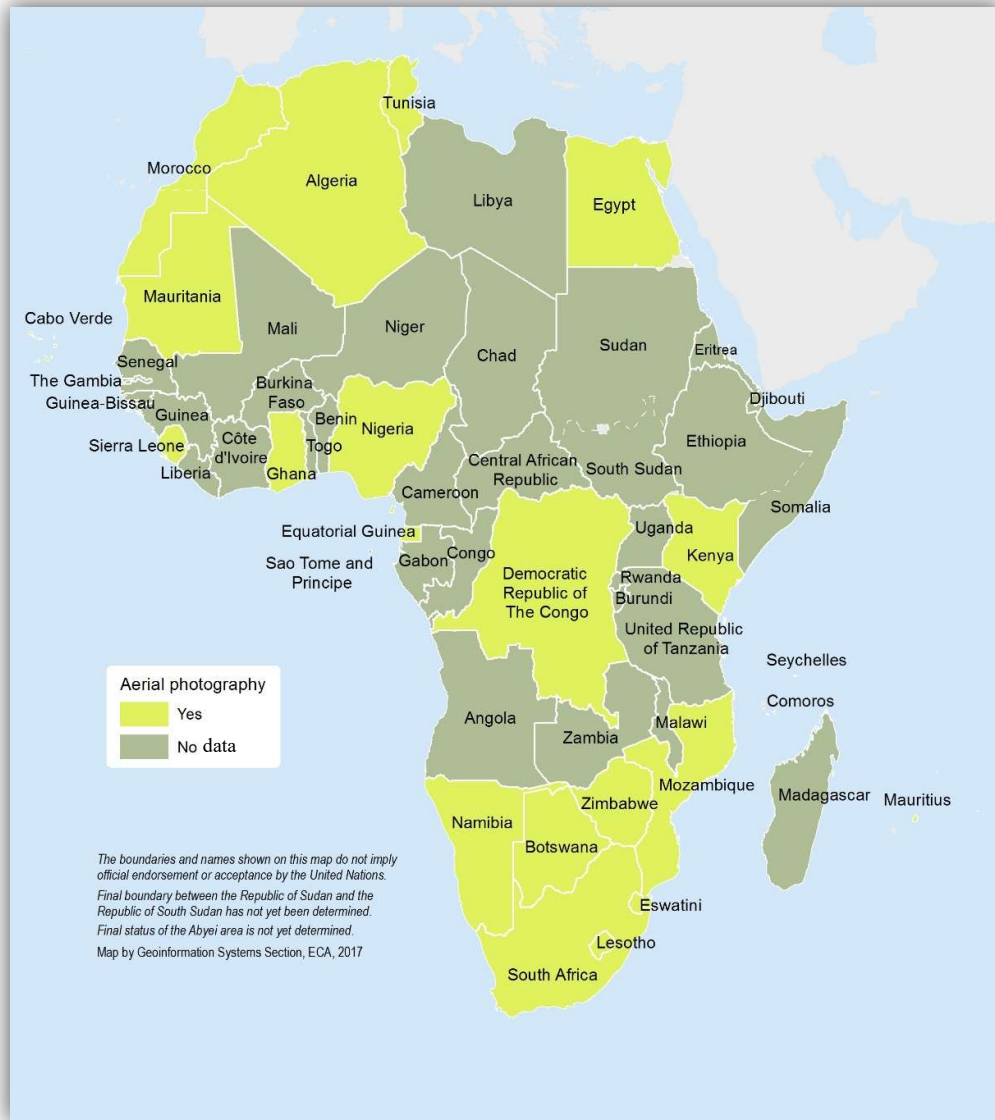 Tunisia
Morocco
Algeria
Libya
Egypt
Mauritania
Cabo Verde
Mali
Niger
Chad
Sudan
Eritrea
Senegal
The Gambia
Guinea-Bissau
Guinea
Burkina
Faso
Djibouti
Benin
Nigeria
Sierra Leone
Côte
d'Ivoire
Togo
Ghana
Liberia
Ethiopia
Central African
Republic
South Sudan
Cameroon
Somalia
Equatorial Guinea
Uganda
Kenya
Sao Tome and
Principe
Gabon
Congo
Democratic
Republic of
The Congo
Rwanda
Burundi
United Republic
of Tanzania
Seychelles
Comoros
Aerial photography
Yes
No data
Angola
Zambia
Malawi
Mozambique
Madagascar
Mauritius
Zimbabwe
Namibia
Botswana
Eswatini
Lesotho
South Africa
The boundaries and names shown on this map do not imply
official endorsement or acceptance by the United Nations.
Final boundary between the Republic of Sudan and the
Republic of South Sudan has not yet been determined.
Final status of the Abyei area is not yet determined.
Map by Geoinformation Systems Section, ECA, 2017